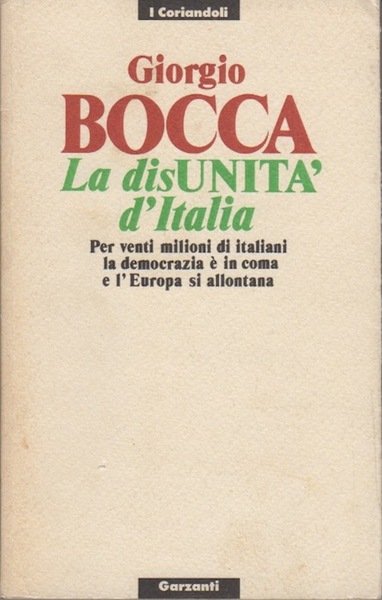 I Coriandoli
Giorgio
BOCCA
La disUNITA'
d'Italia
Per venti milioni di italiani
la democrazia è in coma
e l'Europa si allontana
Garzanti